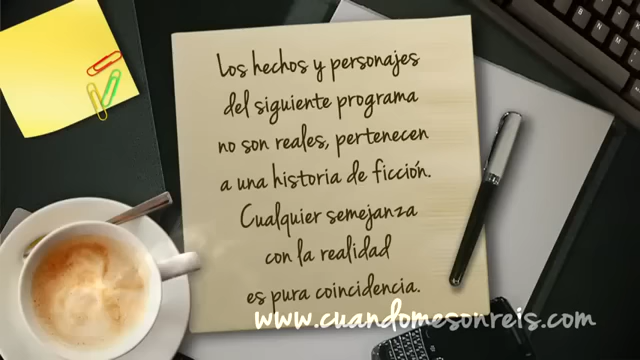 Los hechos y personajes
del siguiente programa
no son reales, pertenecen
a una historia de ficción.
Cualquier semejanza
con la realidad
es pura coincidencia.
www.cuandomesonreis.com